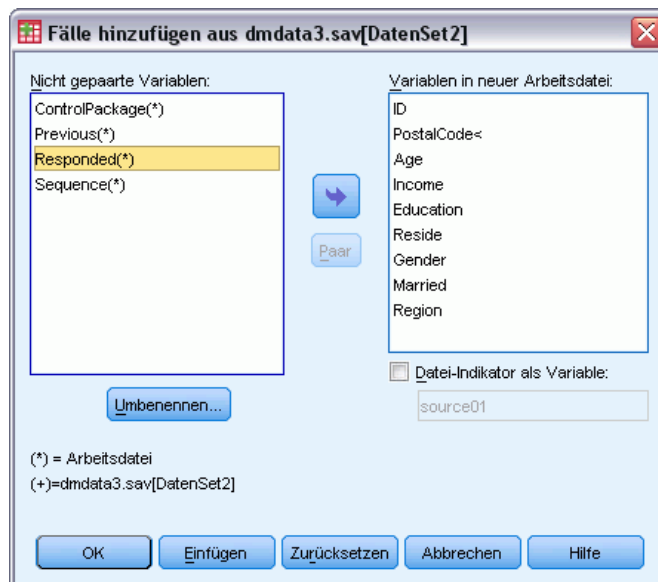 Fälle hinzufügen aus dmdata3.sav[DatenSet2]
Nicht gepaarte Variablen:
ControlPackage(*)
Previous(*)
Responded(*)
Sequence(*)
Umbenennen...
Paar
Variablen in neuer Arbeitsdatei:
ID
PostalCode<
Age
Income
Education
Reside
Gender
Married
Region
Datei-Indikator als Variable:
source01
(*) = Arbeitsdatei
(+)=dmdata3.sav[DatenSet2]
OK
Einfügen
Zurücksetzen
Abbrechen
Hilfe